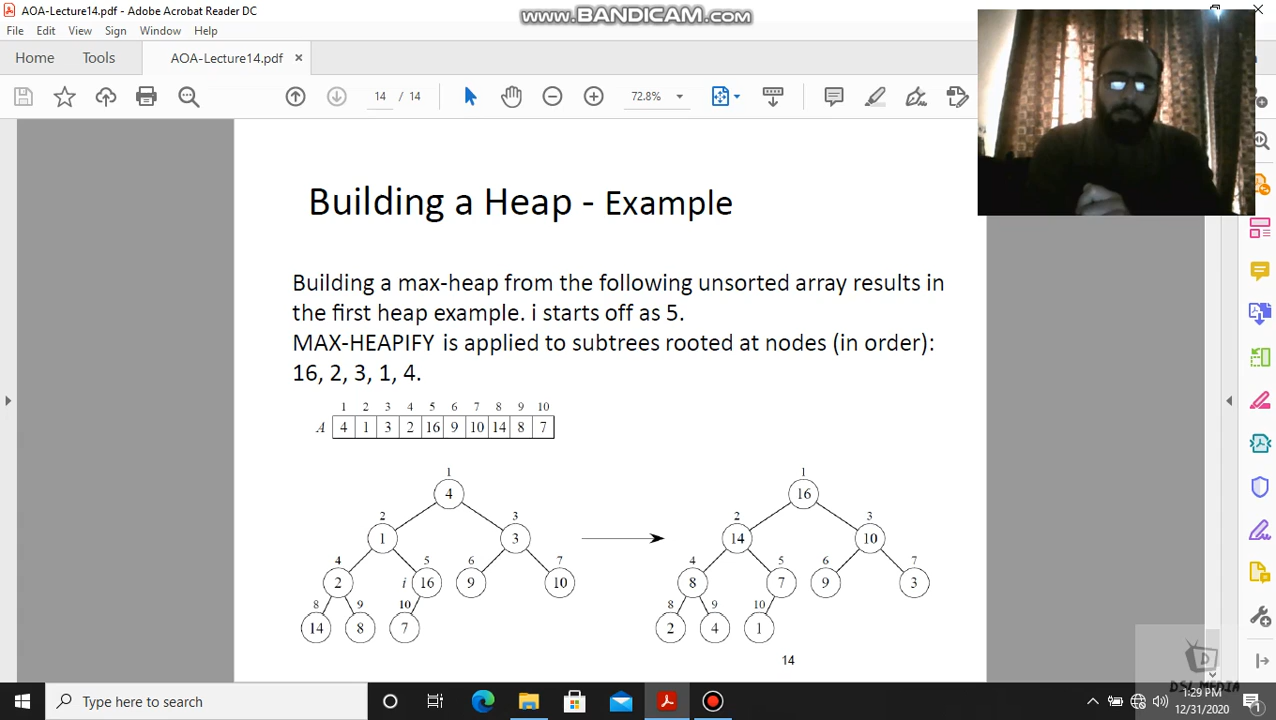 AOA-Lecture14.pdf - Adobe Acrobat Reader DC
www.BANDICAM.com
File Edit View Sign Window Help
Home Tools AOA-Lecture14.pdf ×
14 / 14 72.8%
Building a Heap - Example
Building a max-heap from the following unsorted array results in
the first heap example. i starts off as 5.
MAX-HEAPIFY is applied to subtrees rooted at nodes (in order):
16, 2, 3, 1, 4.
1 2 3 4 5 6 7 8 9 10
A 4 1 3 2 16 9 10 14 8 7
1 1
4 16
2 3 2 3
1 3 14 10
4 5 6 7 4 5 6 7
2 i 16 9 10 8 7 9 3
8 9 10 8 9 10
14 8 7 2 4 1
14
DSL MEDIA
Type here to search
1:29 PM
12/31/2020
1